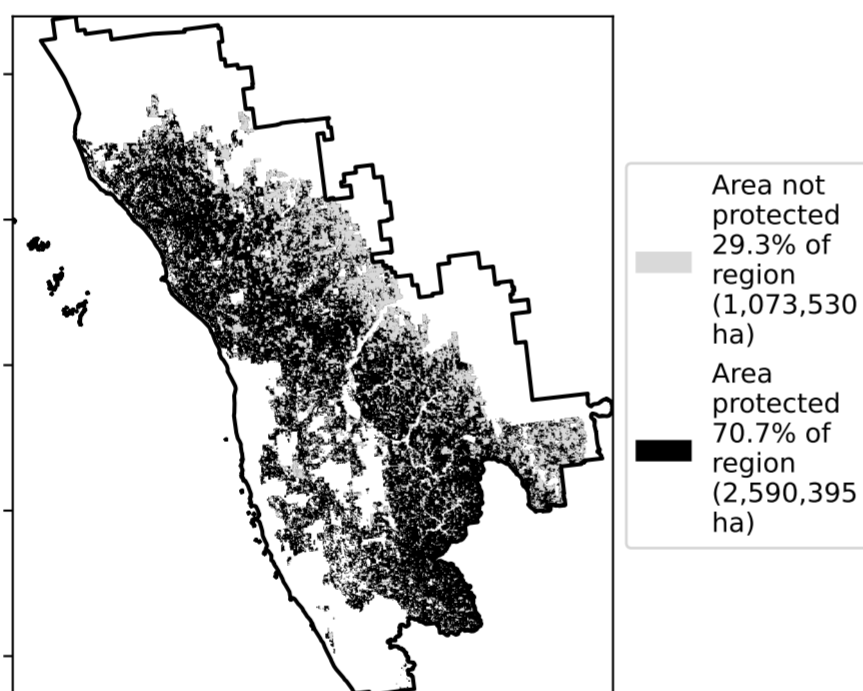 Area not
protected
29.3% of
region
(1,073,530
ha)
Area
protected
70.7% of
region
(2,590,395
ha)